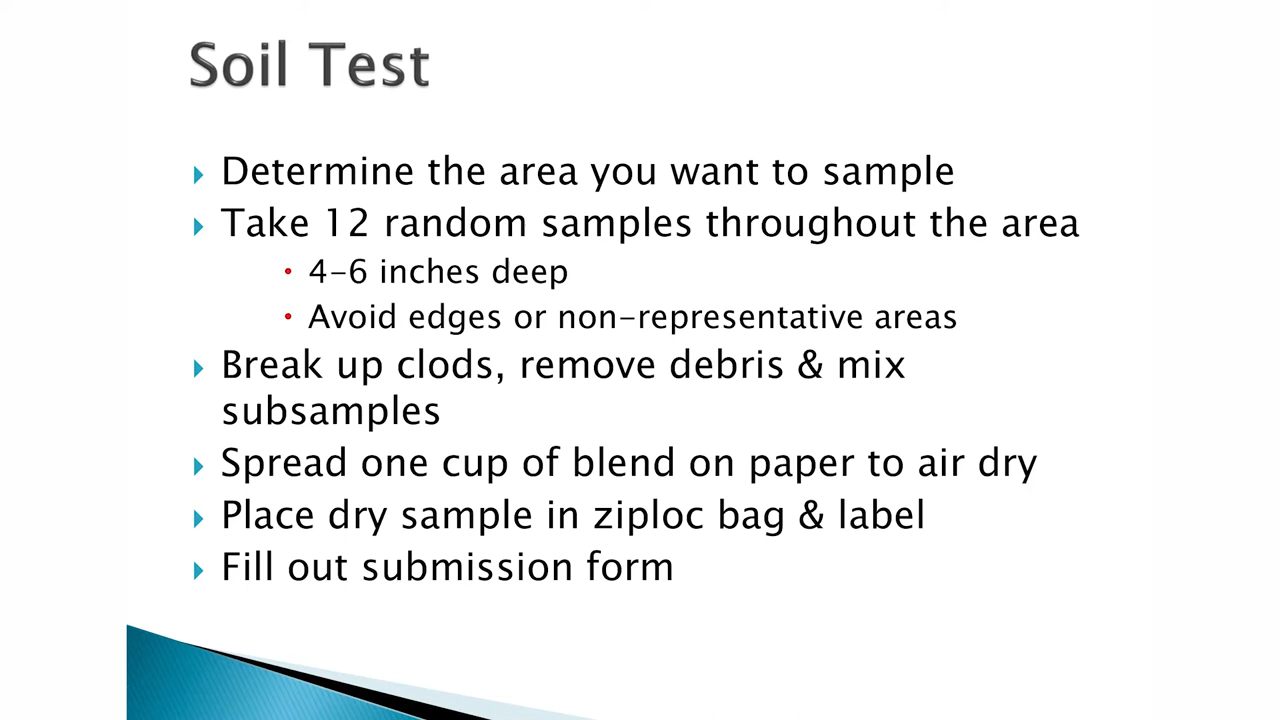 Soil Test
Determine the area you want to sample
Take 12 random samples throughout the area
4-6 inches deep
Avoid edges or non-representative areas
Break up clods, remove debris & mix
subsamples
Spread one cup of blend on paper to air dry
Place dry sample in ziploc bag & label
Fill out submission form